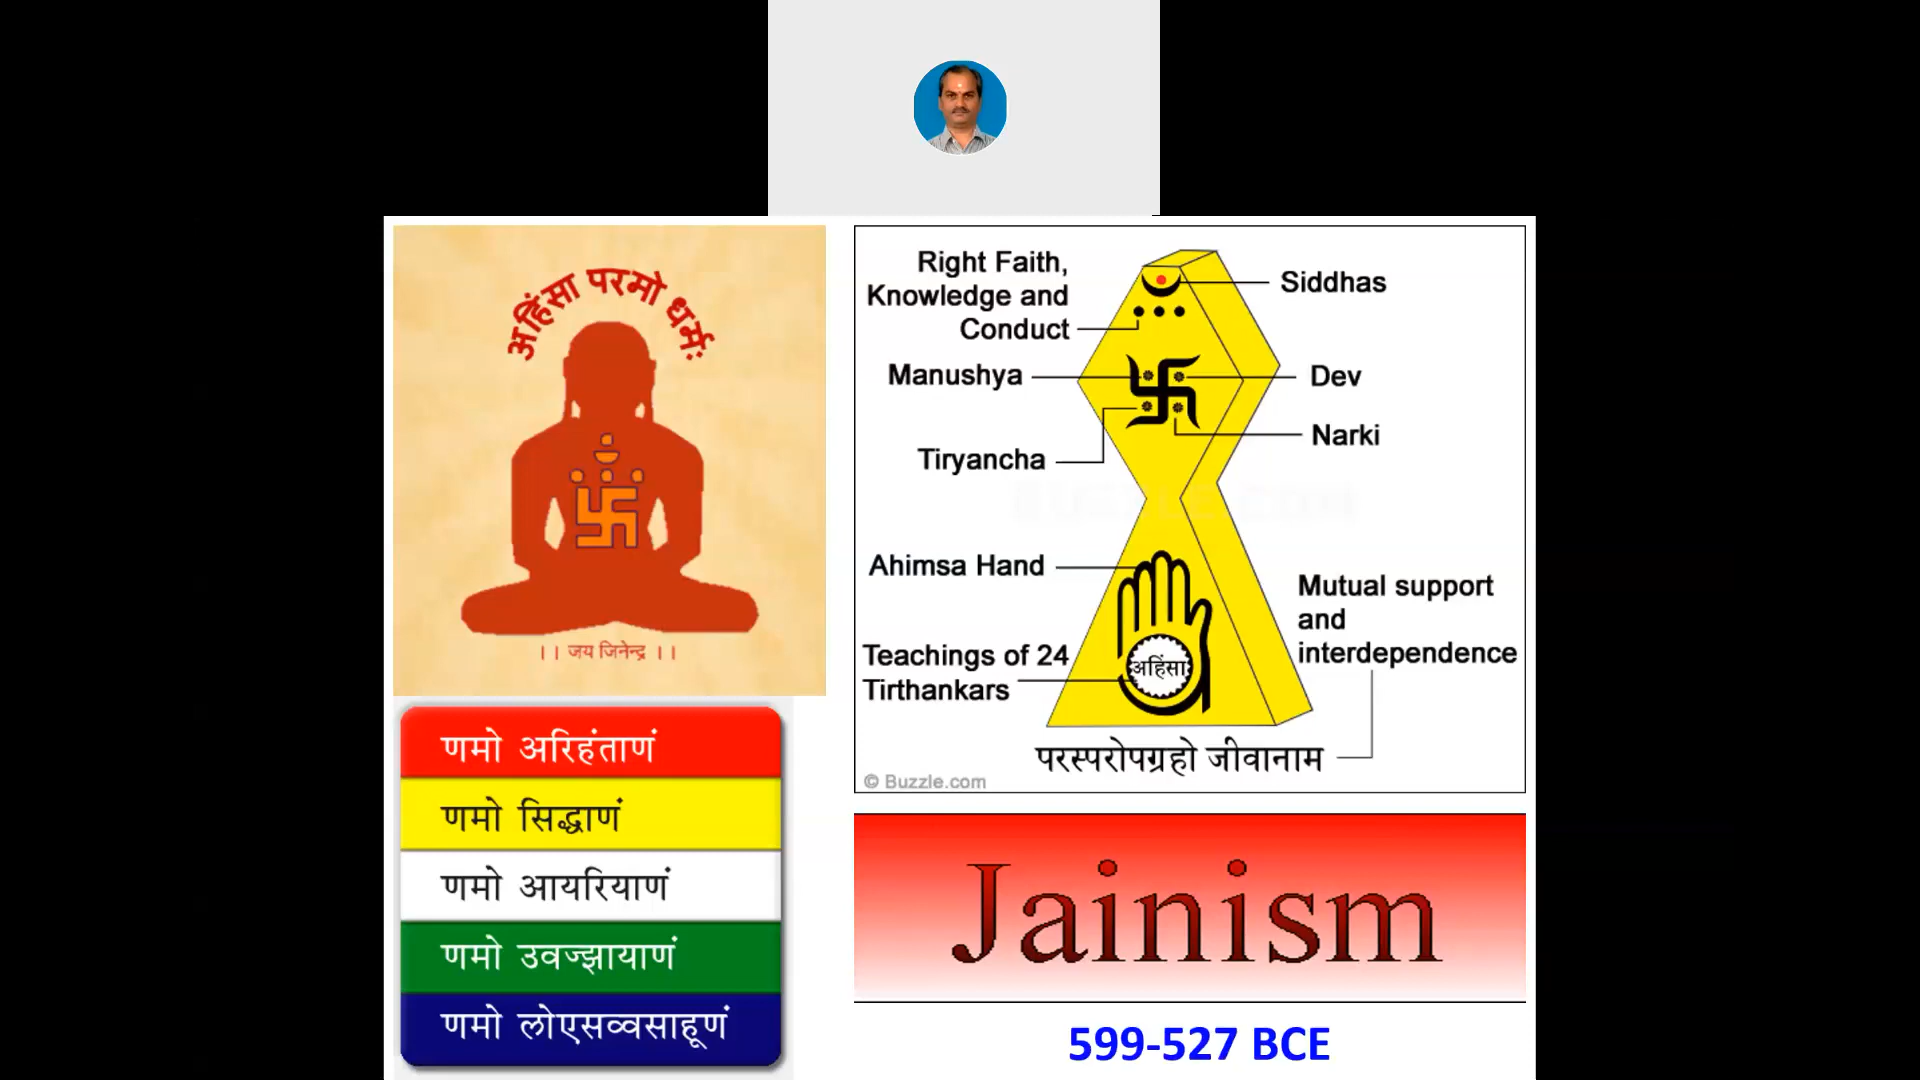 अहिंसा परमो धर्मः
।। जय जिनेन्द्र ।।
णमो अरिहंताणं
णमो सिद्धाणं
णमो आयरियाणं
णमो उवज्झायाणं
णमो लोएसव्वसाहूणं
Right Faith,
Knowledge and
Conduct
Siddhas
Manushya
Dev
Narki
Tiryancha
Ahimsa Hand
Mutual support
and
interdependence
Teachings of 24
Tirthankars
अहिंसा
परस्परोपग्रहो जीवानाम
© Buzzle.com
Jainism
599-527 BCE